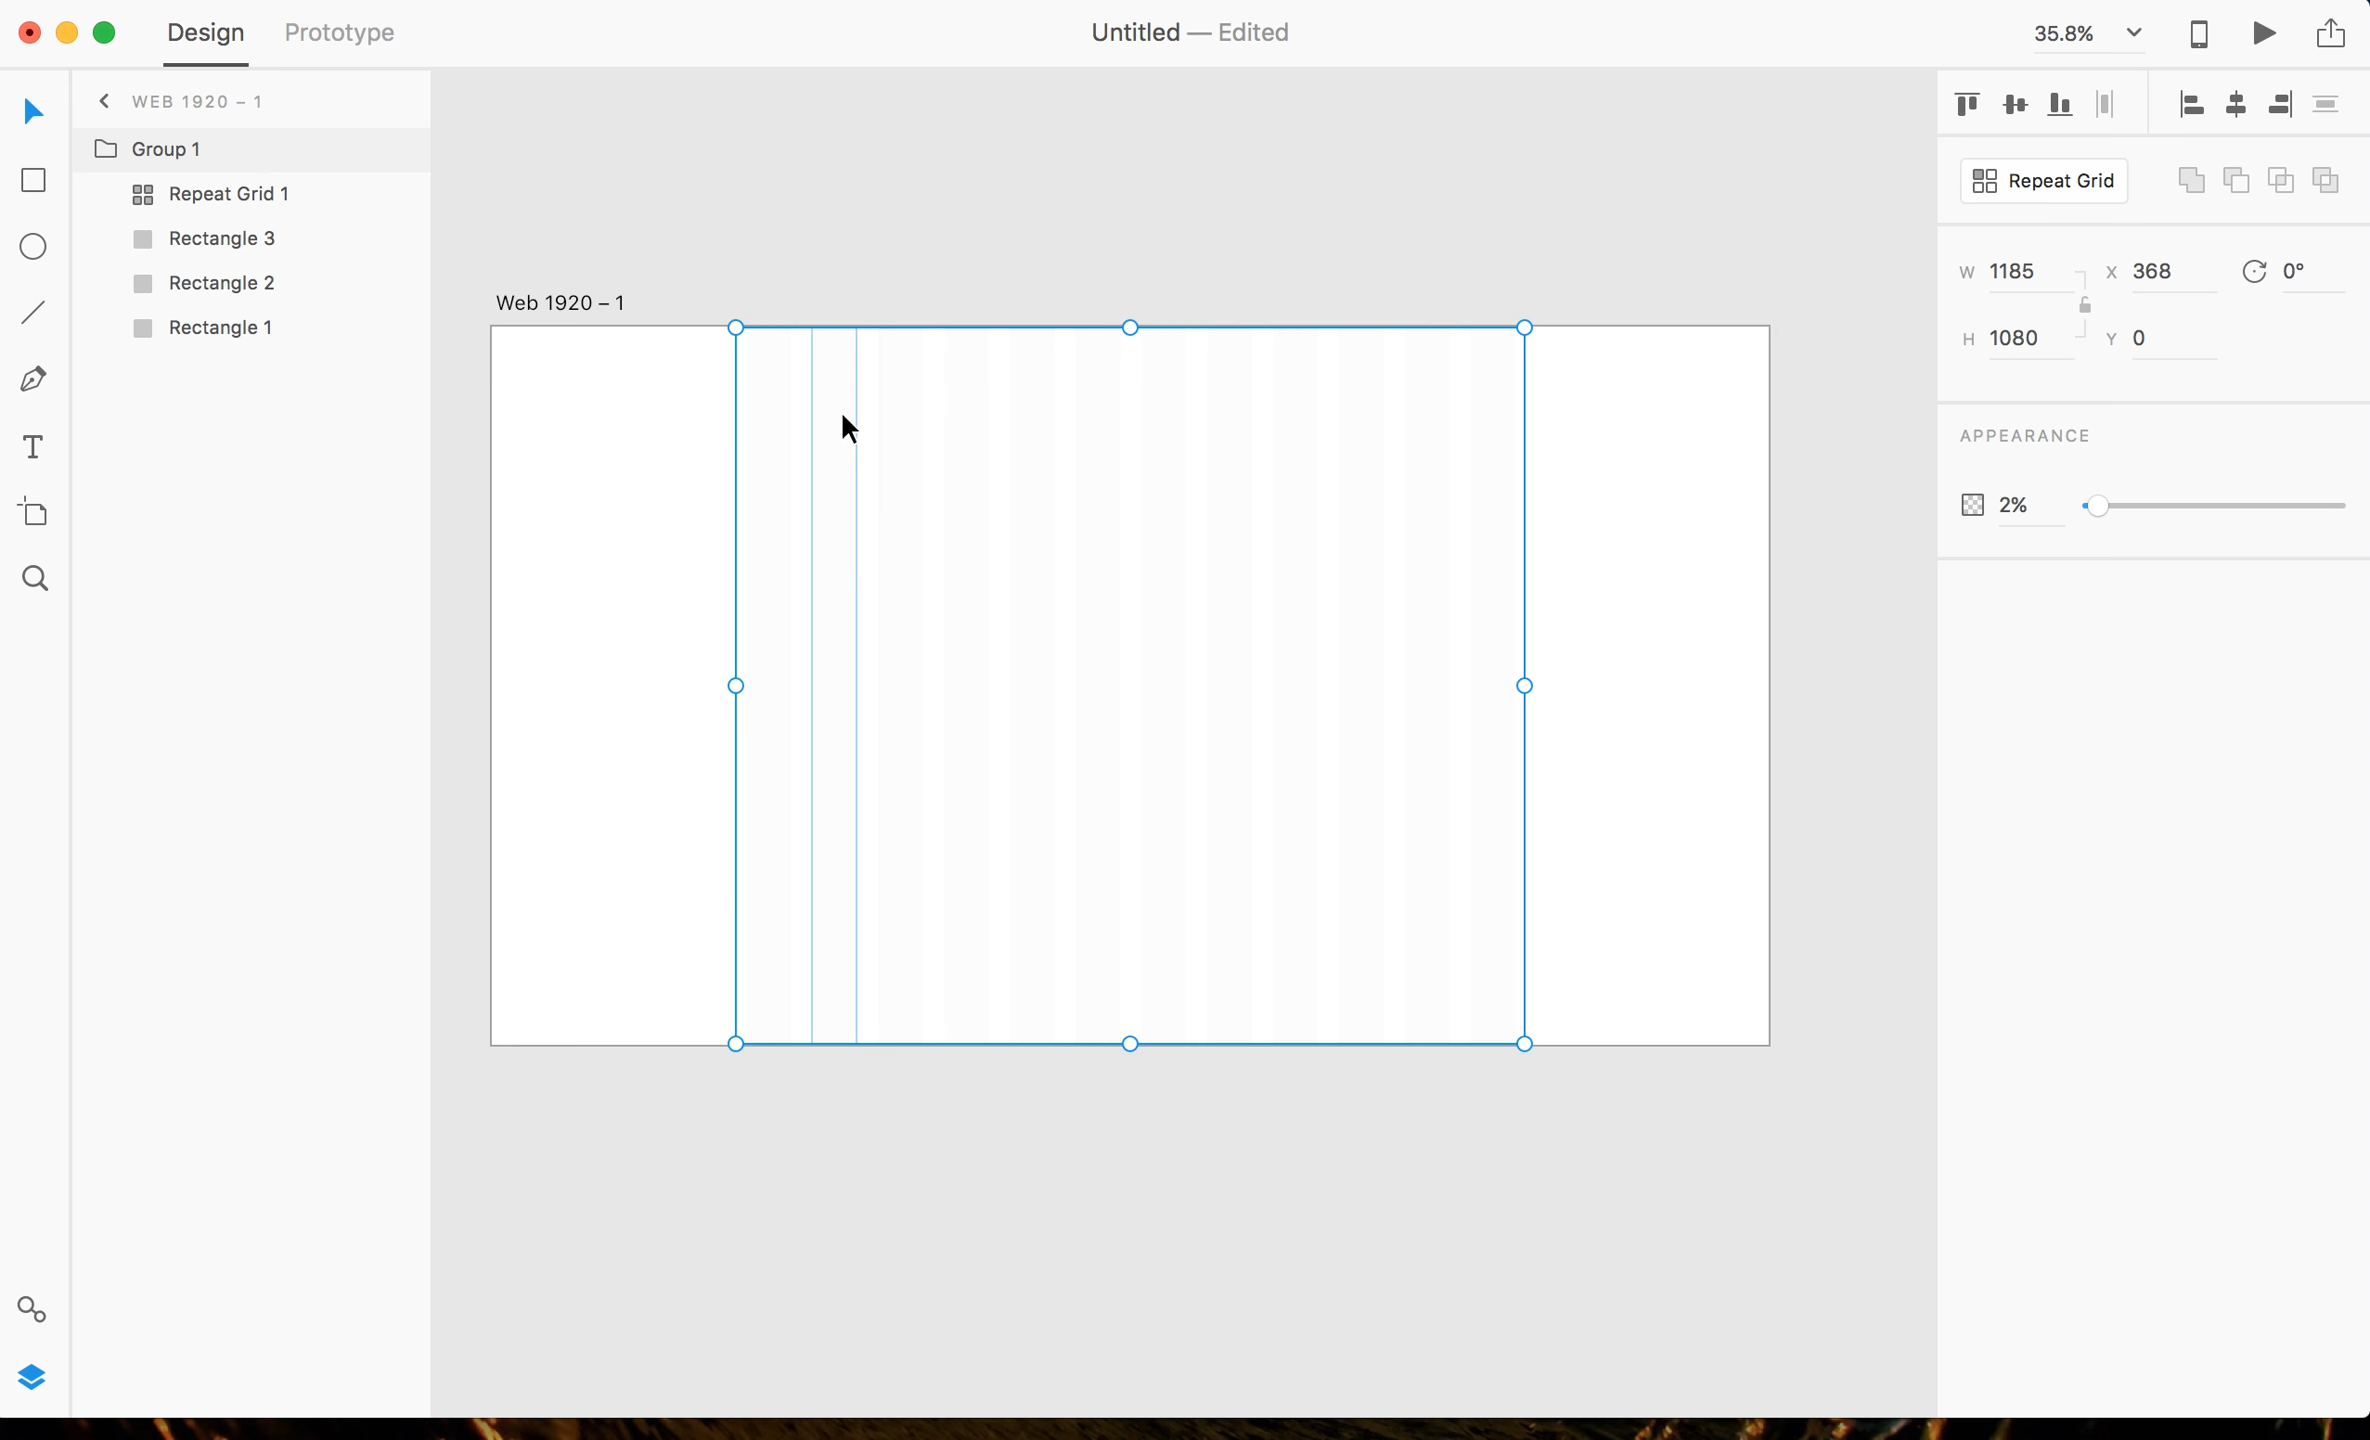 Design Prototype Untitled — Edited 35.8%
WEB 1920 – 1
Group 1
Repeat Grid 1
Rectangle 3
Rectangle 2
Rectangle 1
Web 1920 – 1
Repeat Grid
W 1185 X 368 0°
H 1080 Y 0
APPEARANCE
2%